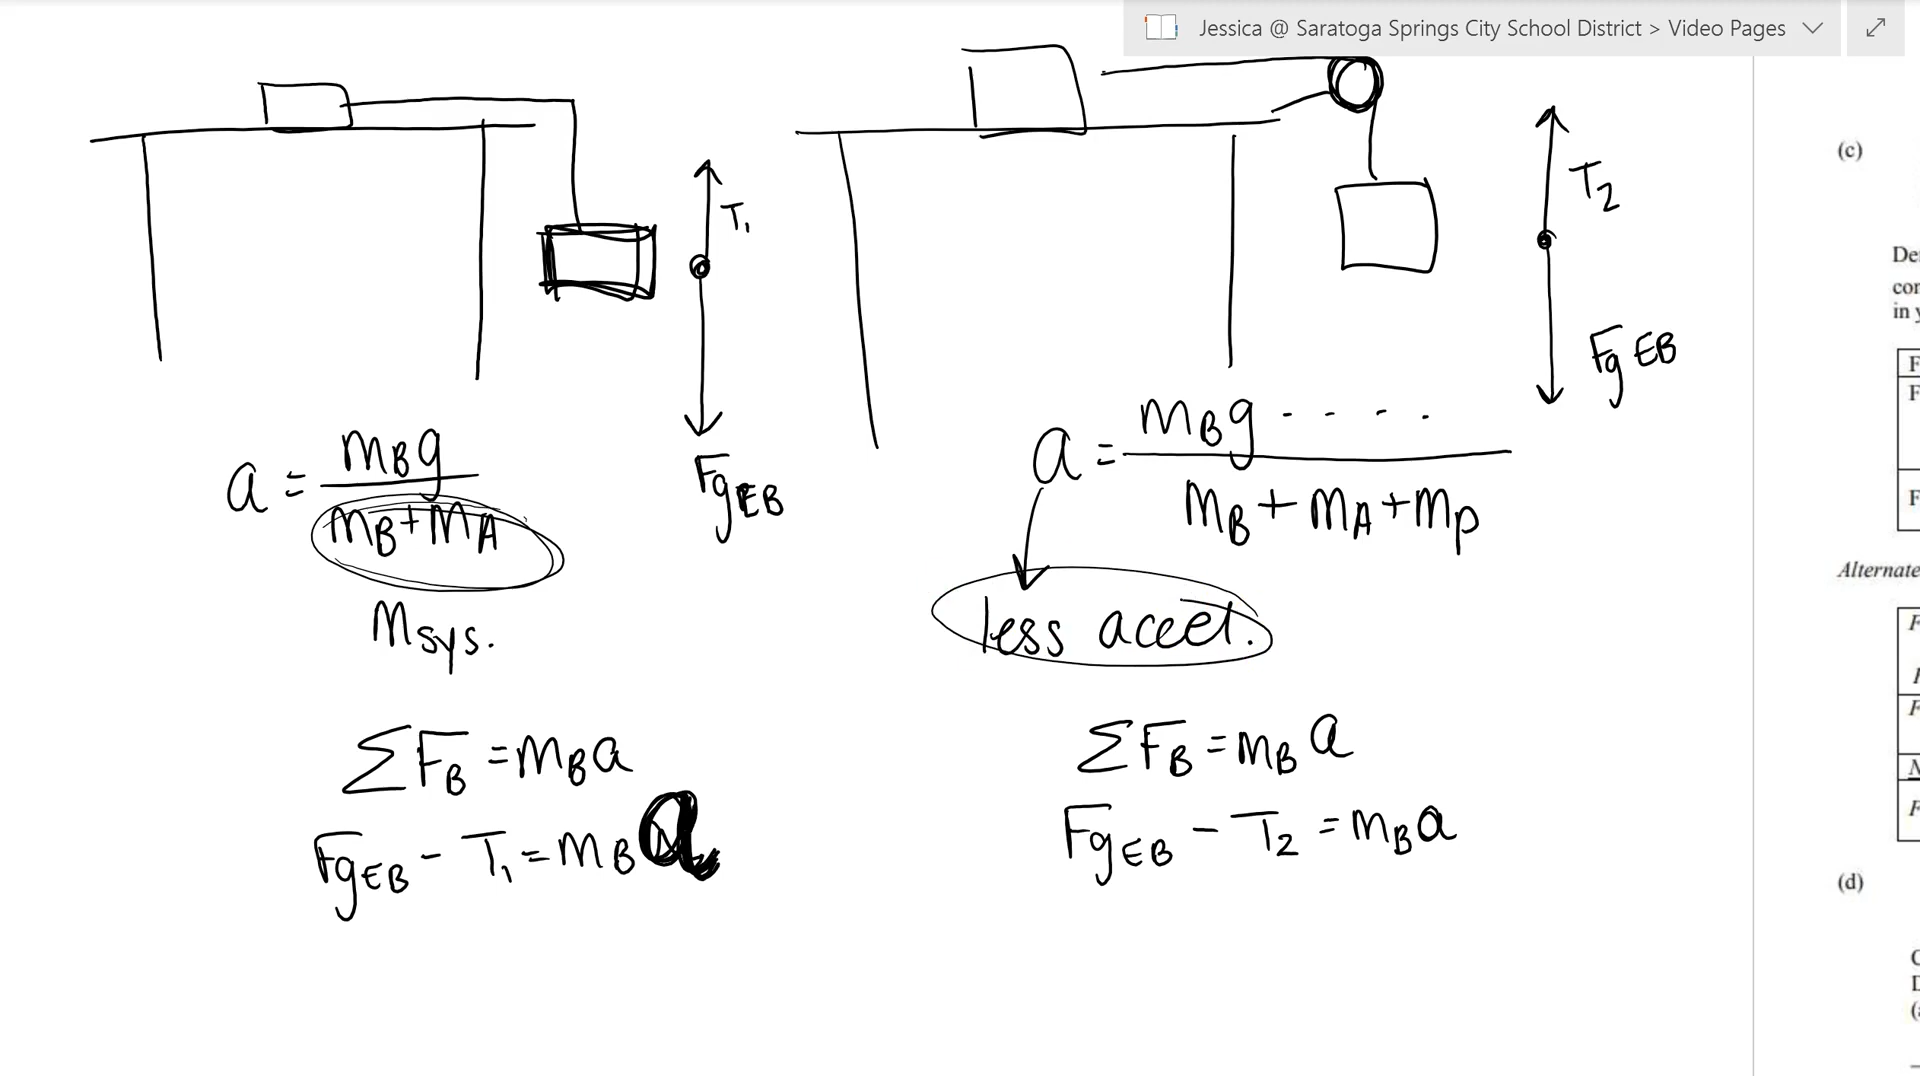 Jessica @ Saratoga Springs City School District > Video Pages
T₁
FgEB
a = mBg / mB+mA
Msys.
ΣFB = mBa
FgEB - T₁ = mBa
T₂
FgEB
a = mBg - - - - / mB+mA+mp
less accel.
ΣFB = mBa
FgEB - T₂ = mBa
(c)
in
Alternate
(d)